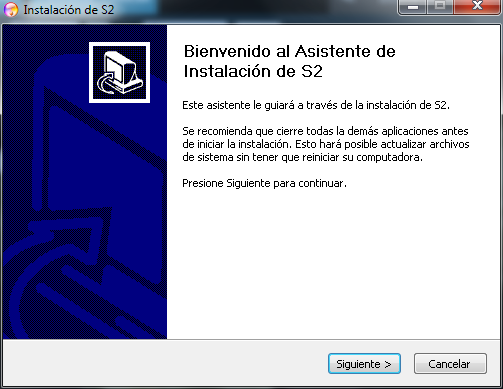 Instalación de S2
Bienvenido al Asistente de
Instalación de S2
Este asistente le guiará a través de la instalación de S2.
Se recomienda que cierre todas la demás aplicaciones antes
de iniciar la instalación. Esto hará posible actualizar archivos
de sistema sin tener que reiniciar su computadora.
Presione Siguiente para continuar.
Siguiente >
Cancelar